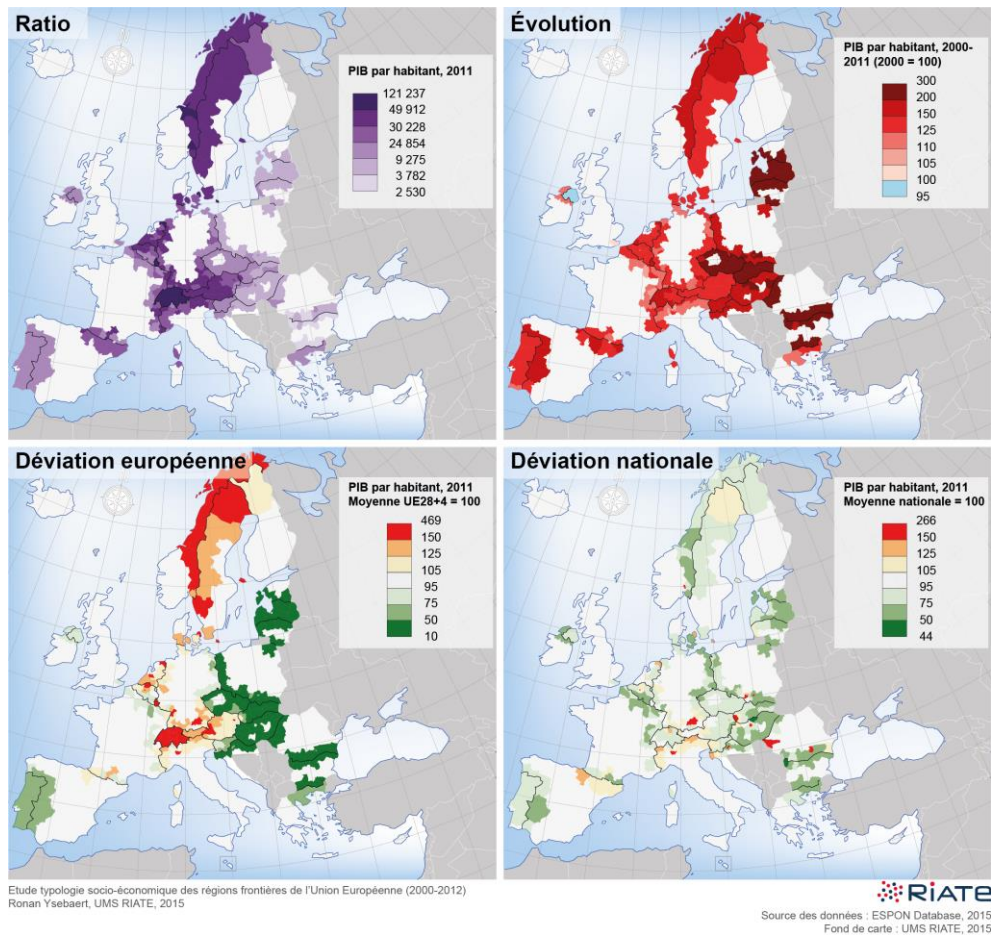 Ratio
PIB par habitant, 2011
121 237
49 912
30 228
24 854
9 275
3 782
2 530
Évolution
PIB par habitant, 2000-
2011 (2000 = 100)
300
200
150
125
110
105
100
95
Déviation européenne
PIB par habitant, 2011
Moyenne UE28+4 = 100
469
150
125
105
95
75
50
10
Déviation nationale
PIB par habitant, 2011
Moyenne nationale = 100
266
150
125
105
95
75
50
44
Etude typologie socio-économique des régions frontières de l'Union Européenne (2000-2012)
Ronan Ysebaert, UMS RIATE, 2015
RIATE
Source des données : ESPON Database, 2015
Fond de carte : UMS RIATE, 2015